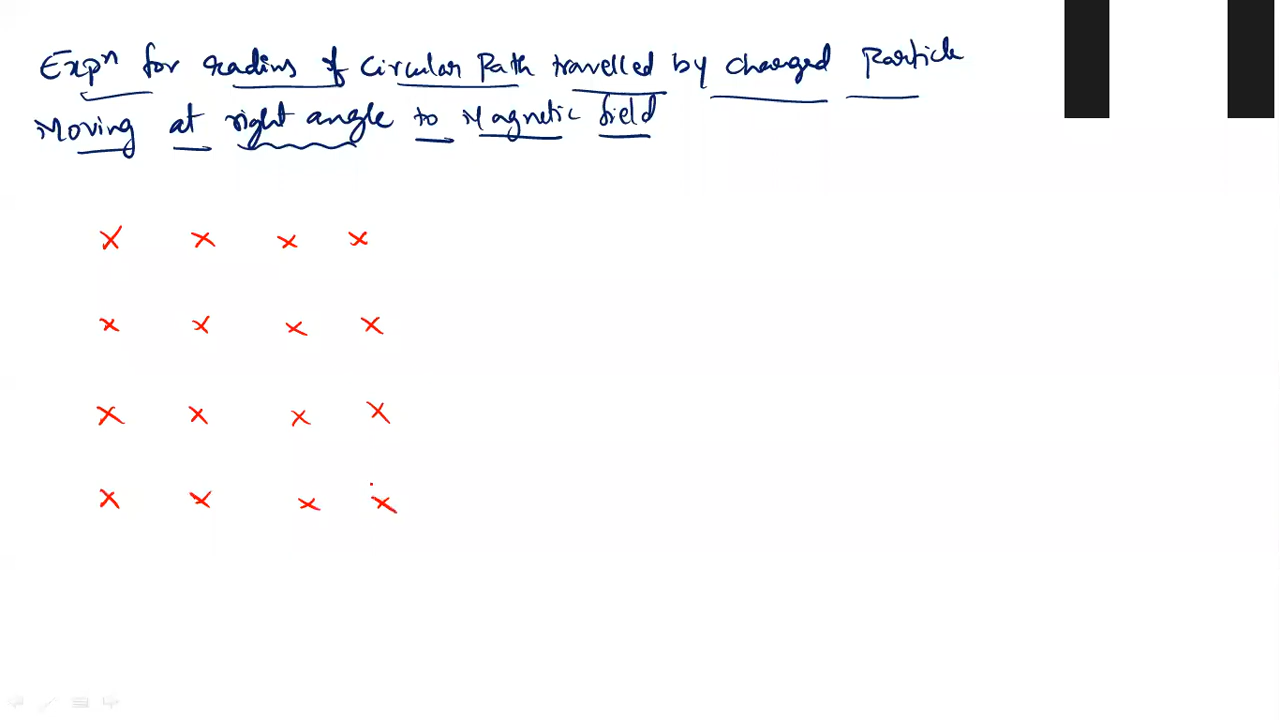 Expn for radius of Circular Path travelled by charged Particle
Moving at right angle to Magnetic field
x x x x
x x x x
x x x x
x x x x